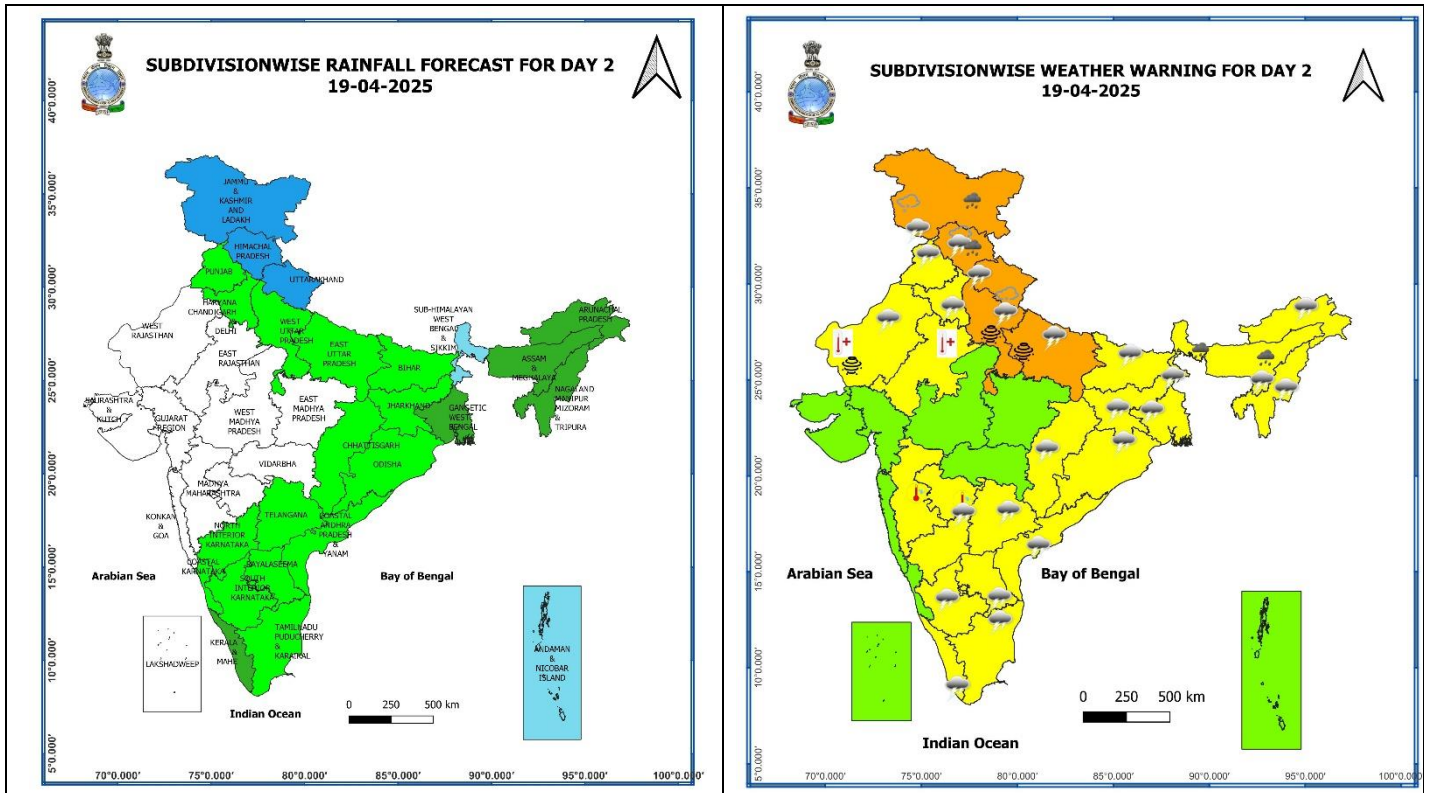 SUBDIVISIONWISE RAINFALL FORECAST FOR DAY 2
19-04-2025
40°0.000'
35°0.000'
30°0.000'
25°0.000'
20°0.000'
15°0.000'
10°0.000'
5°0.000'
JAMMU
&
KASHMIR
AND
LADAKH
HIMACHAL
PRADESH
PUNJAB
UTTARAKHAND
HARYANA
CHANDIGARH
DELHI
WEST
RAJASTHAN
EAST
RAJASTHAN
WEST
UTTAR
PRADESH
EAST
UTTAR
PRADESH
SUB-HIMALAYAN
WEST
BENGAL
&
SIKKIM
ARUNACHAL
PRADESH
ASSAM
&
MEGHALAYA
NAGALAND
MANIPUR
MIZORAM
&
TRIPURA
BIHAR
JHARKHAND
GANGETIC
WEST
BENGAL
SAURASHTRA
&
KUTCH
GUJARAT
REGION
WEST
MADHYA
PRADESH
EAST
MADHYA
PRADESH
CHHATTISGARH
ODISHA
VIDARBHA
MADHYA
MAHARASHTRA
KONKAN
&
GOA
TELANGANA
NORTH
INTERIOR
KARNATAKA
COASTAL
ANDHRA
PRADESH
&
YANAM
COASTAL
KARNATAKA
RAYALASEEMA
SOUTH
INTERIOR
KARNATAKA
Arabian Sea
Bay of Bengal
TAMILNADU
PUDUCHERRY
&
KARAIKAL
KERALA
&
MAHE
LAKSHADWEEP
ANDAMAN
&
NICOBAR
ISLAND
Indian Ocean
0 250 500 km
70°0.000' 75°0.000' 80°0.000' 85°0.000' 90°0.000' 95°0.000' 100°0.000'
SUBDIVISIONWISE WEATHER WARNING FOR DAY 2
19-04-2025
40°0.000'
35°0.000'
30°0.000'
25°0.000'
20°0.000'
15°0.000'
10°0.000'
5°0.000'
Arabian Sea
Bay of Bengal
Indian Ocean
0 250 500 km
70°0.000' 75°0.000' 80°0.000' 85°0.000' 90°0.000' 95°0.000' 100°0.000'